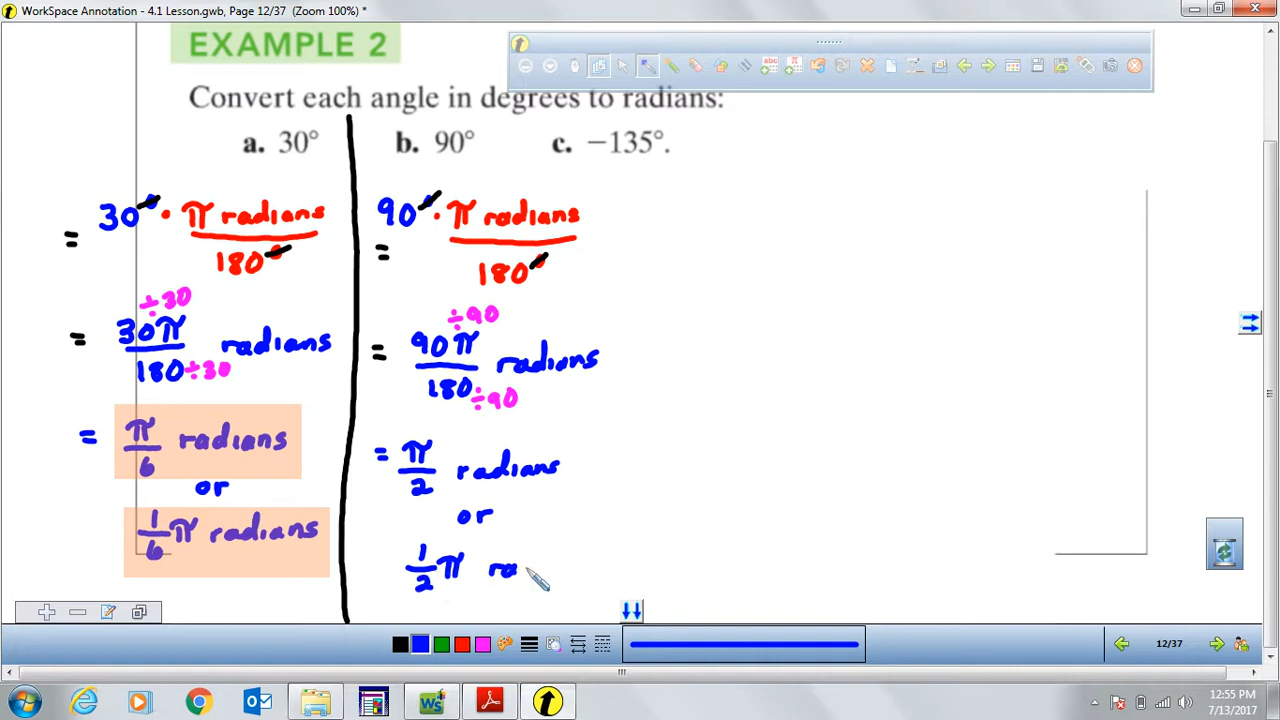 WorkSpace Annotation - 4.1 Lesson.gwb, Page 12/37 (Zoom 100%) *
EXAMPLE 2
Convert each angle in degrees to radians:
a. 30° b. 90° c. −135°.
= 30° · π radians
180°
÷30
= 30π radians
180 ÷30
= π radians
6
or
1/6 π radians
90° · π radians
=
180°
÷90
= 90π radians
180
÷90
= π radians
2
or
1/2 π ra
12/37
12:55 PM
7/13/2017